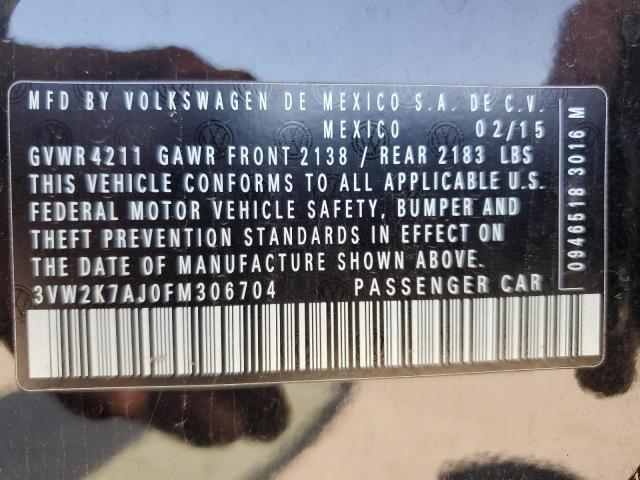 MFD BY VOLKSWAGEN DE MEXICO S.A. DE C.V.
MEXICO 02/15
GVWR 4211 GAWR FRONT 2138 / REAR 2183 LBS
THIS VEHICLE CONFORMS TO ALL APPLICABLE U.S.
FEDERAL MOTOR VEHICLE SAFETY, BUMPER AND
THEFT PREVENTION STANDARDS IN EFFECT ON
THE DATE OF MANUFACTURE SHOWN ABOVE.
3VW2K7AJ0FM306704 PASSENGER CAR
0946518 3016 M